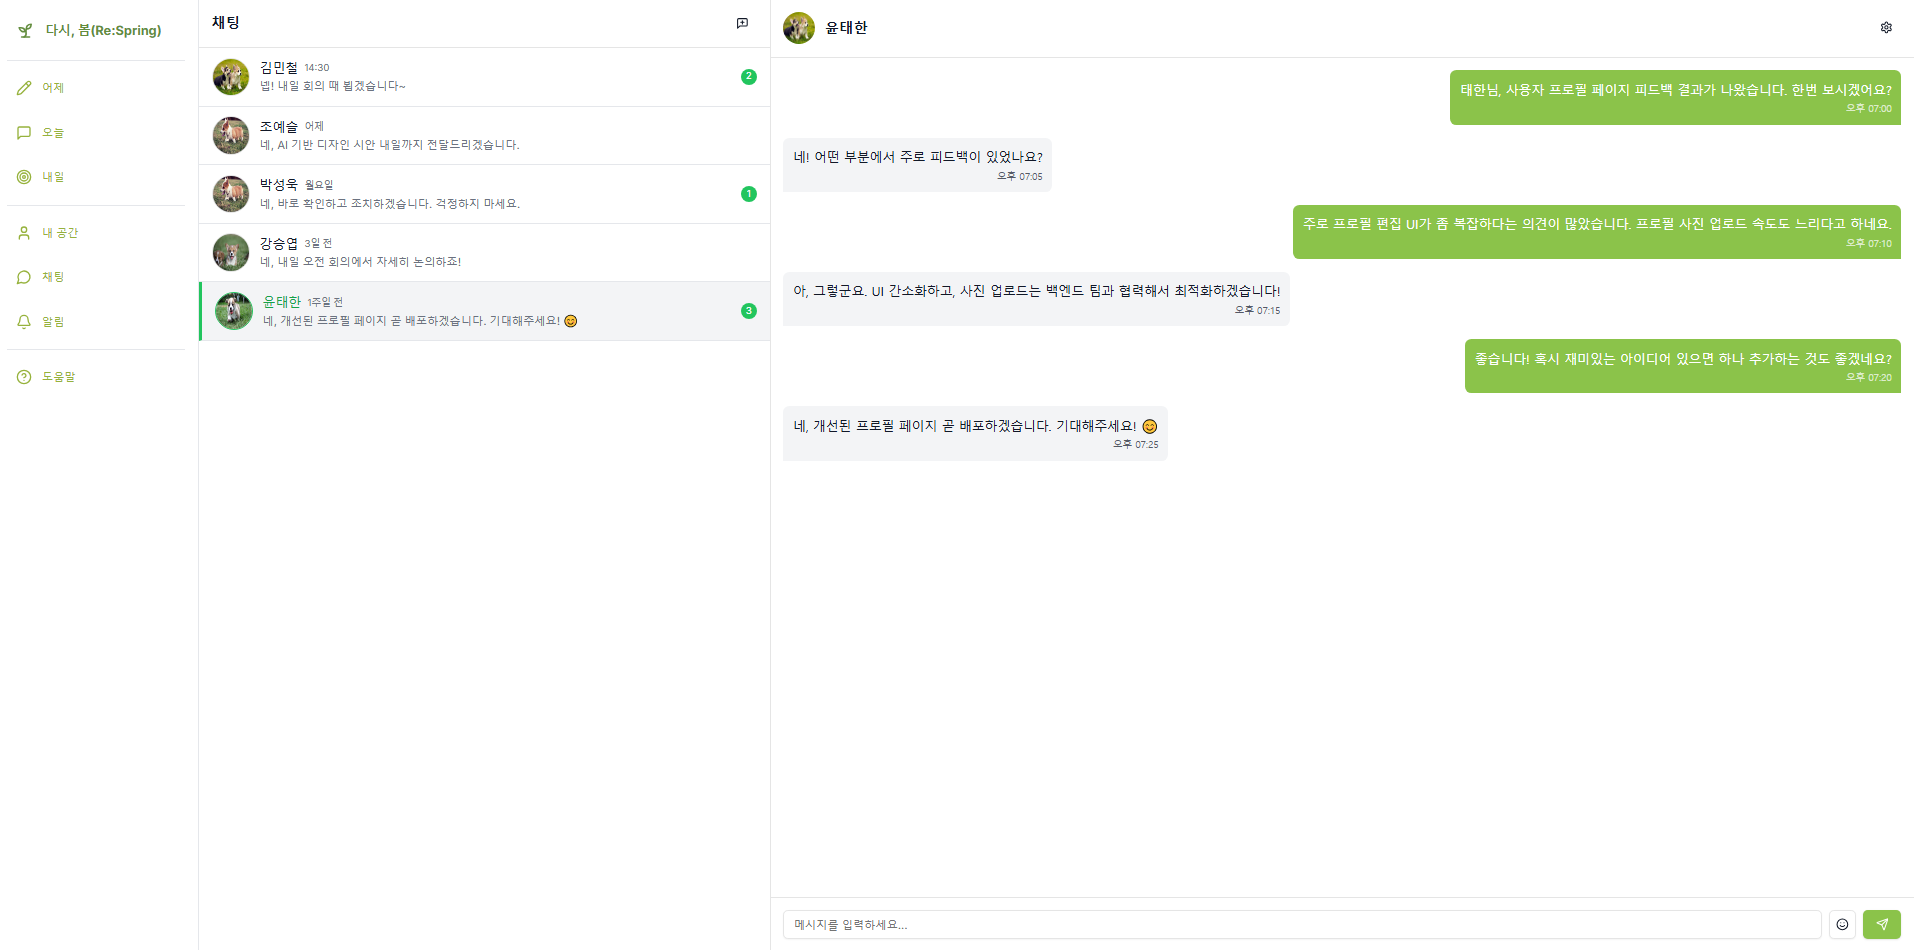 다시, 봄(Re:Spring)
어제
오늘
내일
내 공간
채팅
알림
도움말
채팅
김민철 14:30
넵! 내일 회의 때 뵙겠습니다~
2
조예슬 어제
네, AI 기반 디자인 시안 내일까지 전달드리겠습니다.
박성욱 월요일
네, 바로 확인하고 조치하겠습니다. 걱정하지 마세요.
1
강승엽 3일 전
네, 내일 오전 회의에서 자세히 논의하죠!
윤태한 1주일 전
네, 개선된 프로필 페이지 곧 배포하겠습니다. 기대해주세요! 😊
3
윤태한
태한님, 사용자 프로필 페이지 피드백 결과가 나왔습니다. 한번 보시겠어요?
오후 07:00
네! 어떤 부분에서 주로 피드백이 있었나요?
오후 07:05
주로 프로필 편집 UI가 좀 복잡하다는 의견이 많았습니다. 프로필 사진 업로드 속도도 느리다고 하네요.
오후 07:10
아, 그렇군요. UI 간소화하고, 사진 업로드는 백엔드 팀과 협력해서 최적화하겠습니다!
오후 07:15
좋습니다! 혹시 재미있는 아이디어 있으면 하나 추가하는 것도 좋겠네요?
오후 07:20
네, 개선된 프로필 페이지 곧 배포하겠습니다. 기대해주세요! 😊
오후 07:25
메시지를 입력하세요...